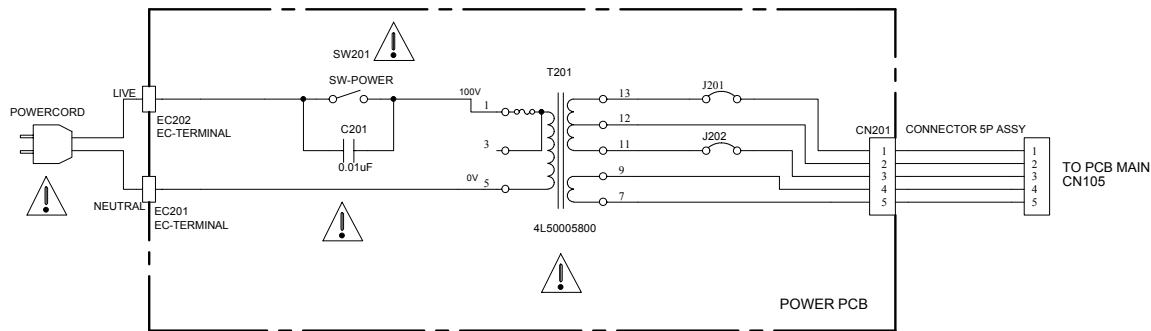 SW201
SW-POWER
T201
POWERCORD
LIVE
100V
13
J201
EC202
EC-TERMINAL
1
12
C201
3
11
J202
CN201
CONNECTOR 5P ASSY
0.01uF
1
2
3
4
5
1
2
3
4
5
TO PCB MAIN
CN105
0V
5
9
7
NEUTRAL
EC201
EC-TERMINAL
4L50005800
POWER PCB